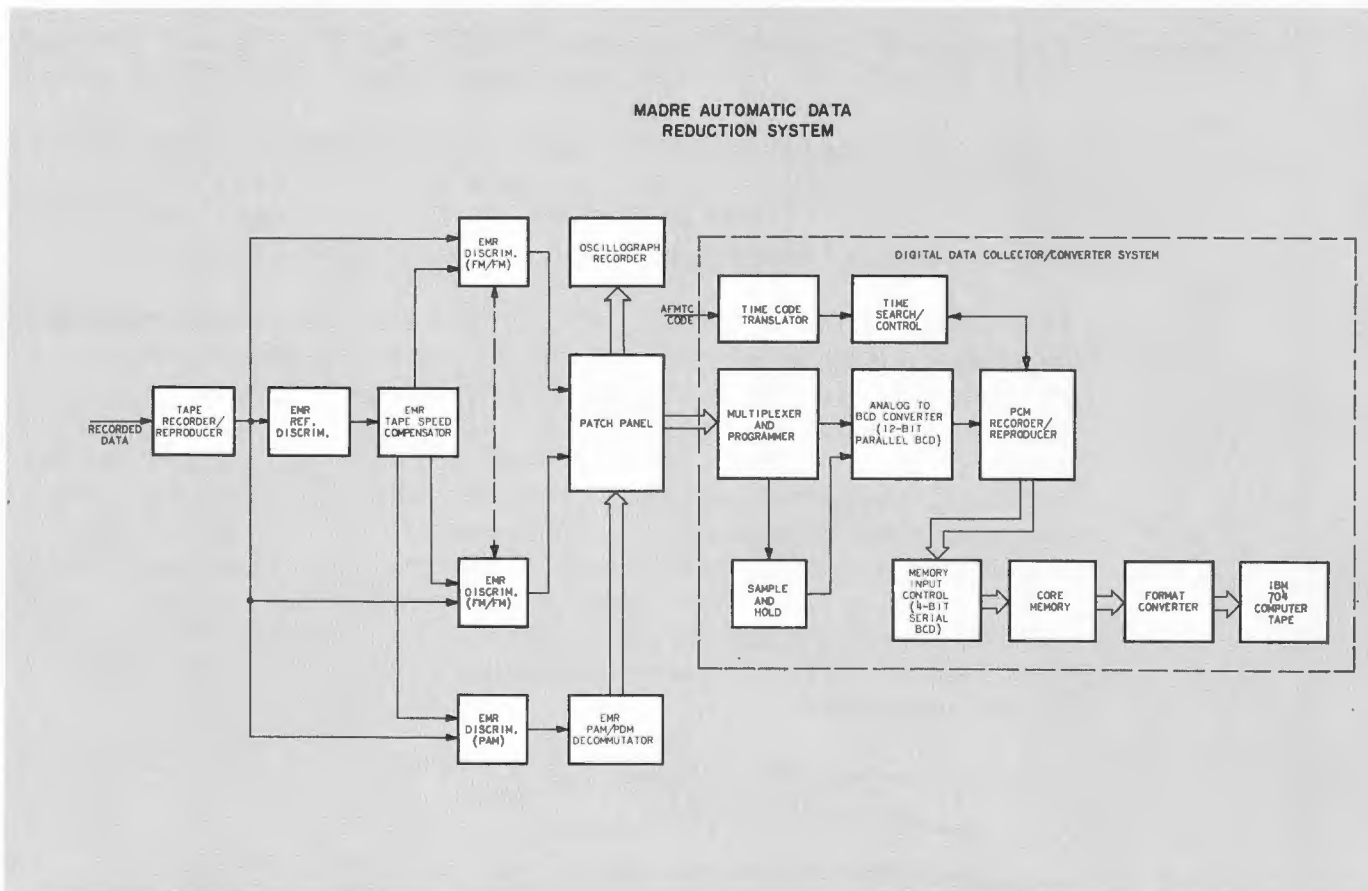 MADRE AUTOMATIC DATA
REDUCTION SYSTEM
EMR
DISCRIM.
(FM/FM)
OSCILLOGRAPH
RECORDER
DIGITAL DATA COLLECTOR/CONVERTER SYSTEM
AFMTC
CODE
TIME CODE
TRANSLATOR
TIME
SEARCH/
CONTROL
RECORDED
DATA
TAPE
RECORDER/
REPRODUCER
EMR
REF.
DISCRIM.
EMR
TAPE SPEED
COMPENSATOR
PATCH PANEL
MULTIPLEXER
AND
PROGRAMMER
ANALOG TO
BCD CONVERTER
(12-BIT
PARALLEL BCD)
PCM
RECORDER/
REPRODUCER
EMR
DISCRIM.
(FM/FM)
SAMPLE
AND
HOLD
MEMORY
INPUT
CONTROL
(4-BIT
SERIAL
BCD)
CORE
MEMORY
FORMAT
CONVERTER
IBM
704
COMPUTER
TAPE
EMR
DISCRIM.
(PAM)
EMR
PAM/PDM
DECOMMUTATOR